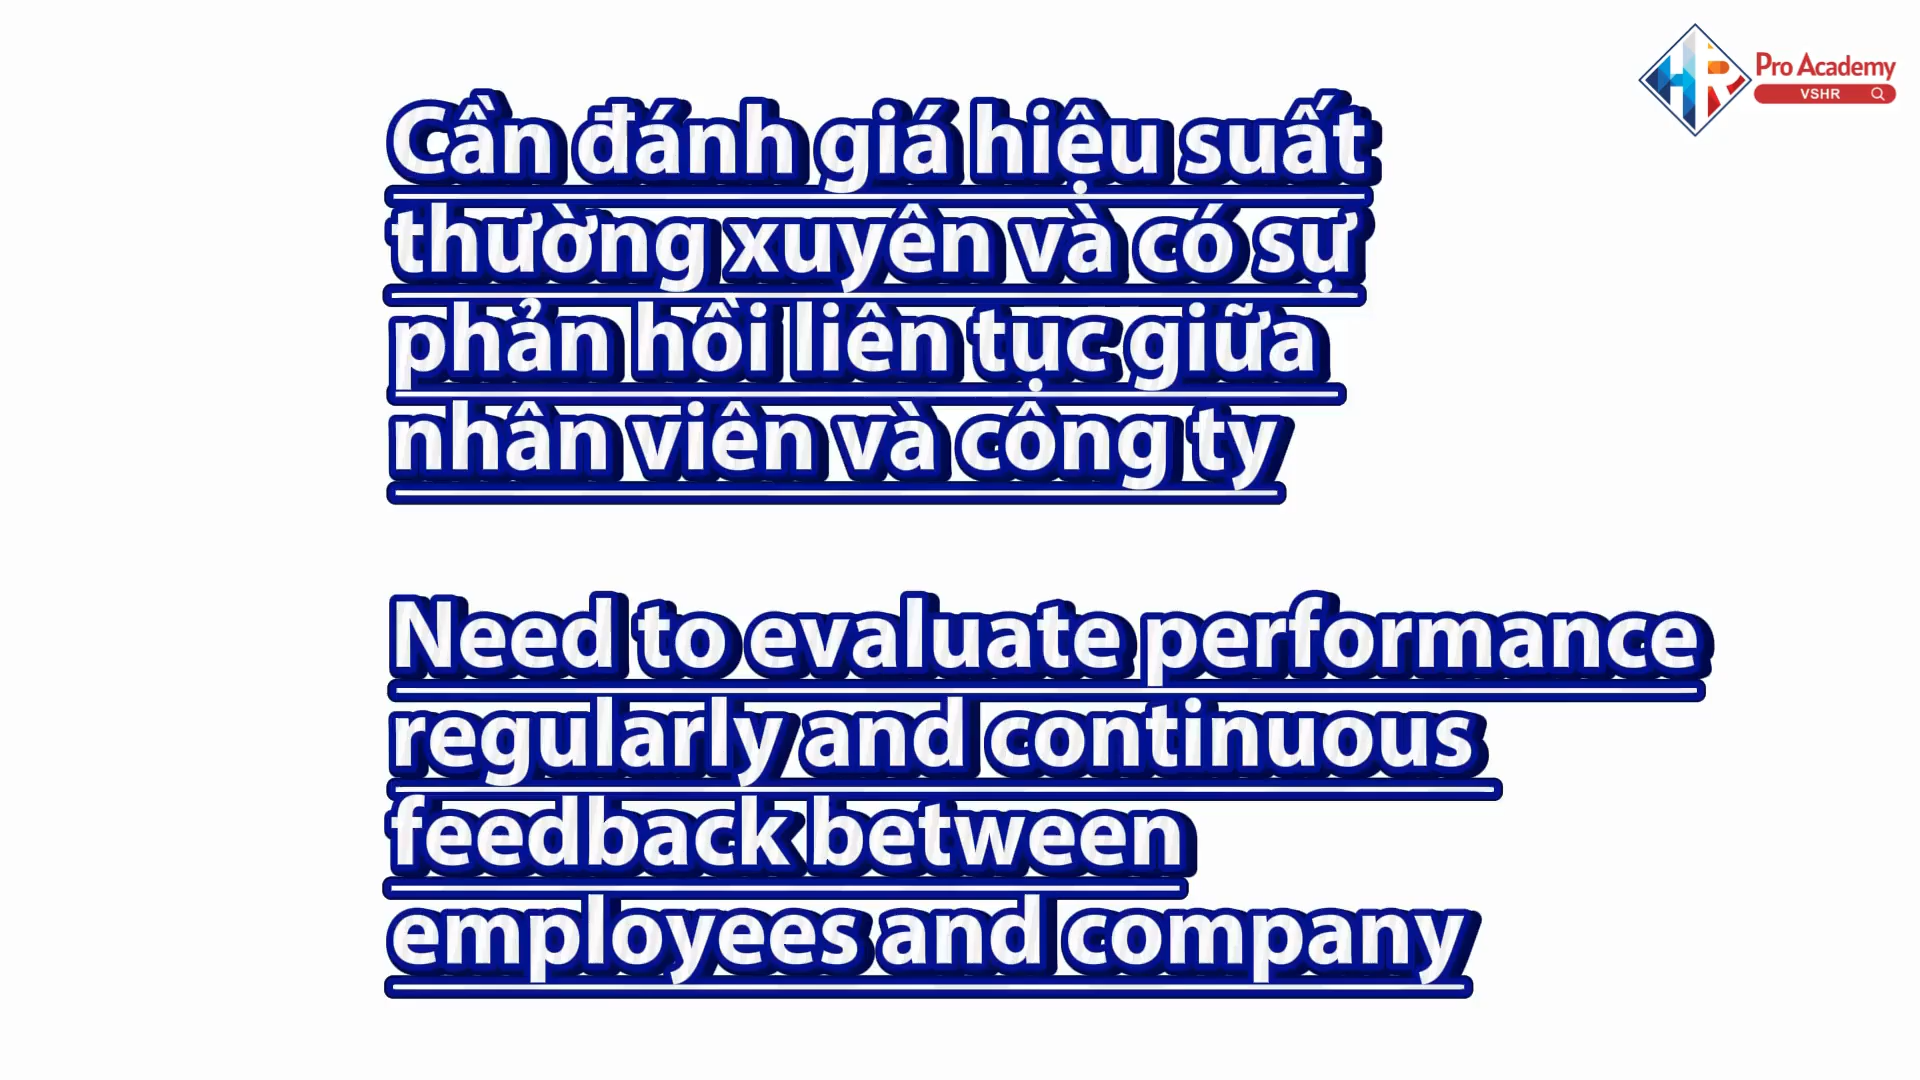 HR Pro Academy
VSHR
Cần đánh giá hiệu suất
thường xuyên và có sự
phản hồi liên tục giữa
nhân viên và công ty
Need to evaluate performance
regularly and continuous
feedback between
employees and company